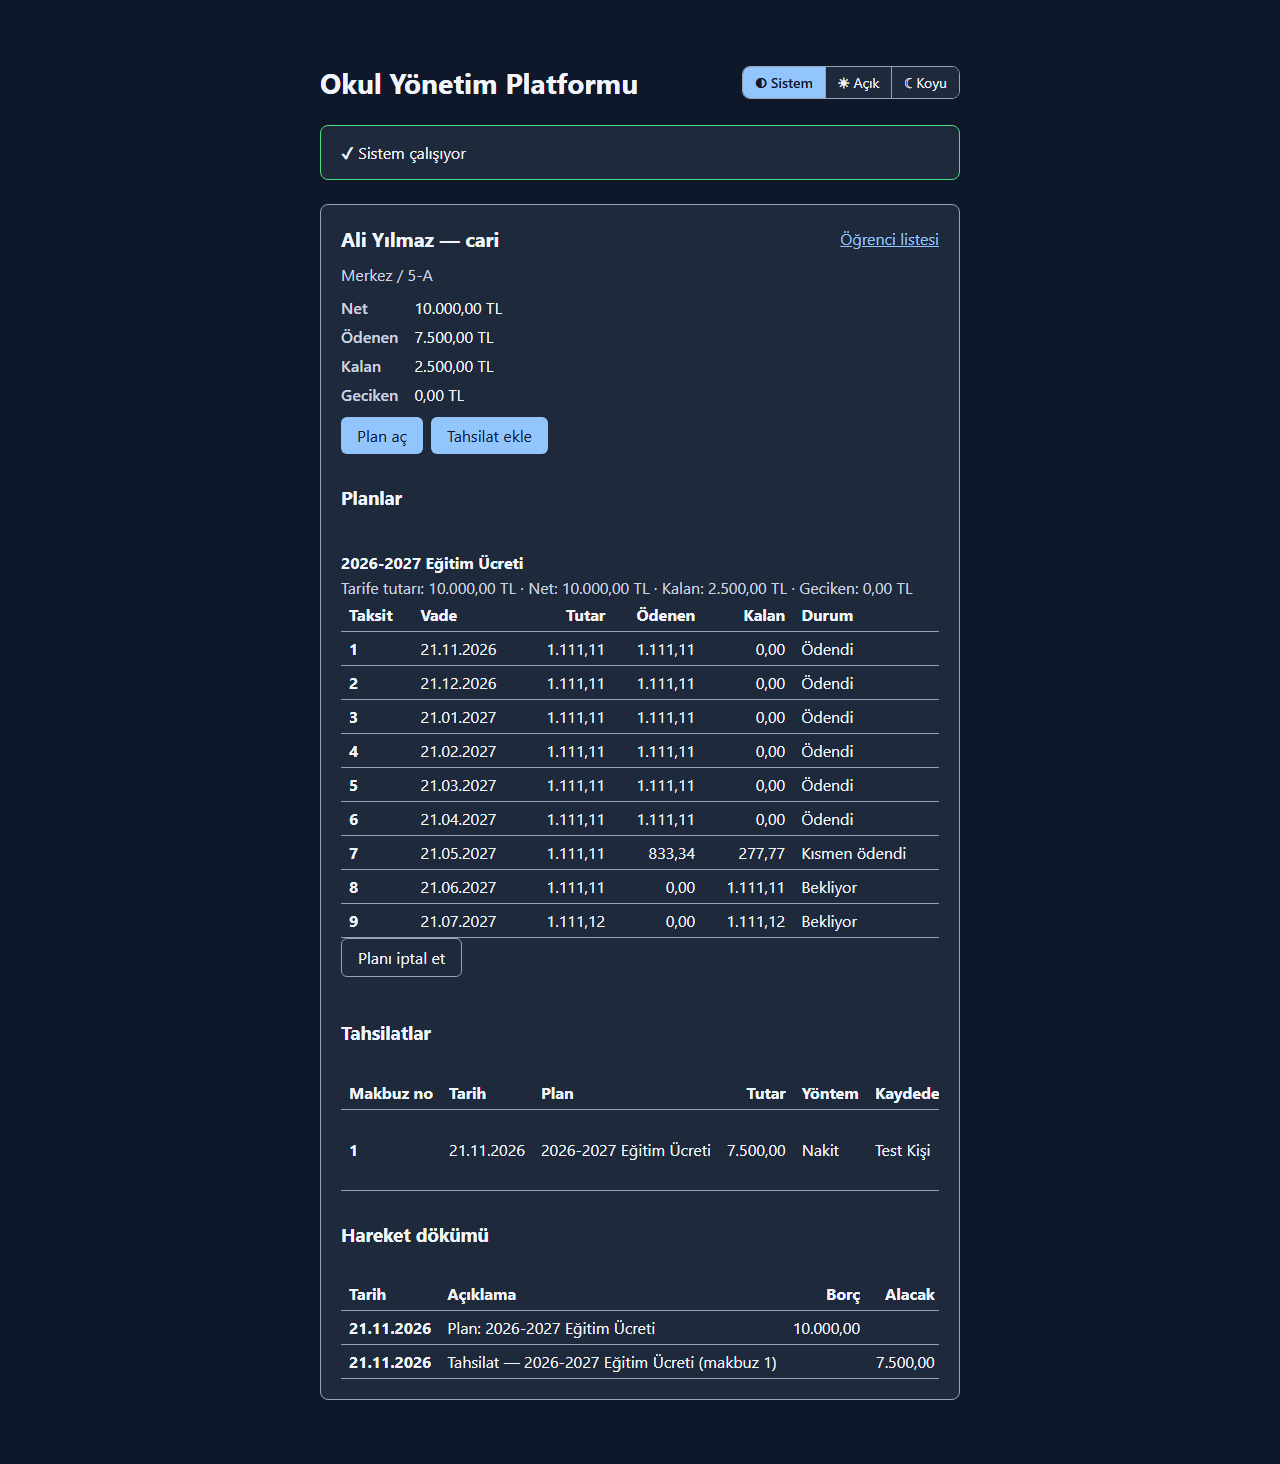 Okul Yönetim Platformu
◐ Sistem ☀ Açık ☾ Koyu
✓ Sistem çalışıyor
Ali Yılmaz — cari Öğrenci listesi
Merkez / 5-A
Net 10.000,00 TL
Ödenen 7.500,00 TL
Kalan 2.500,00 TL
Geciken 0,00 TL
Plan aç Tahsilat ekle
Planlar
2026-2027 Eğitim Ücreti
Tarife tutarı: 10.000,00 TL · Net: 10.000,00 TL · Kalan: 2.500,00 TL · Geciken: 0,00 TL
Taksit Vade Tutar Ödenen Kalan Durum
1 21.11.2026 1.111,11 1.111,11 0,00 Ödendi
2 21.12.2026 1.111,11 1.111,11 0,00 Ödendi
3 21.01.2027 1.111,11 1.111,11 0,00 Ödendi
4 21.02.2027 1.111,11 1.111,11 0,00 Ödendi
5 21.03.2027 1.111,11 1.111,11 0,00 Ödendi
6 21.04.2027 1.111,11 1.111,11 0,00 Ödendi
7 21.05.2027 1.111,11 833,34 277,77 Kısmen ödendi
8 21.06.2027 1.111,11 0,00 1.111,11 Bekliyor
9 21.07.2027 1.111,12 0,00 1.111,12 Bekliyor
Planı iptal et
Tahsilatlar
Makbuz no Tarih Plan Tutar Yöntem Kaydede
1 21.11.2026 2026-2027 Eğitim Ücreti 7.500,00 Nakit Test Kişi
Hareket dökümü
Tarih Açıklama Borç Alacak
21.11.2026 Plan: 2026-2027 Eğitim Ücreti 10.000,00
21.11.2026 Tahsilat — 2026-2027 Eğitim Ücreti (makbuz 1) 7.500,00